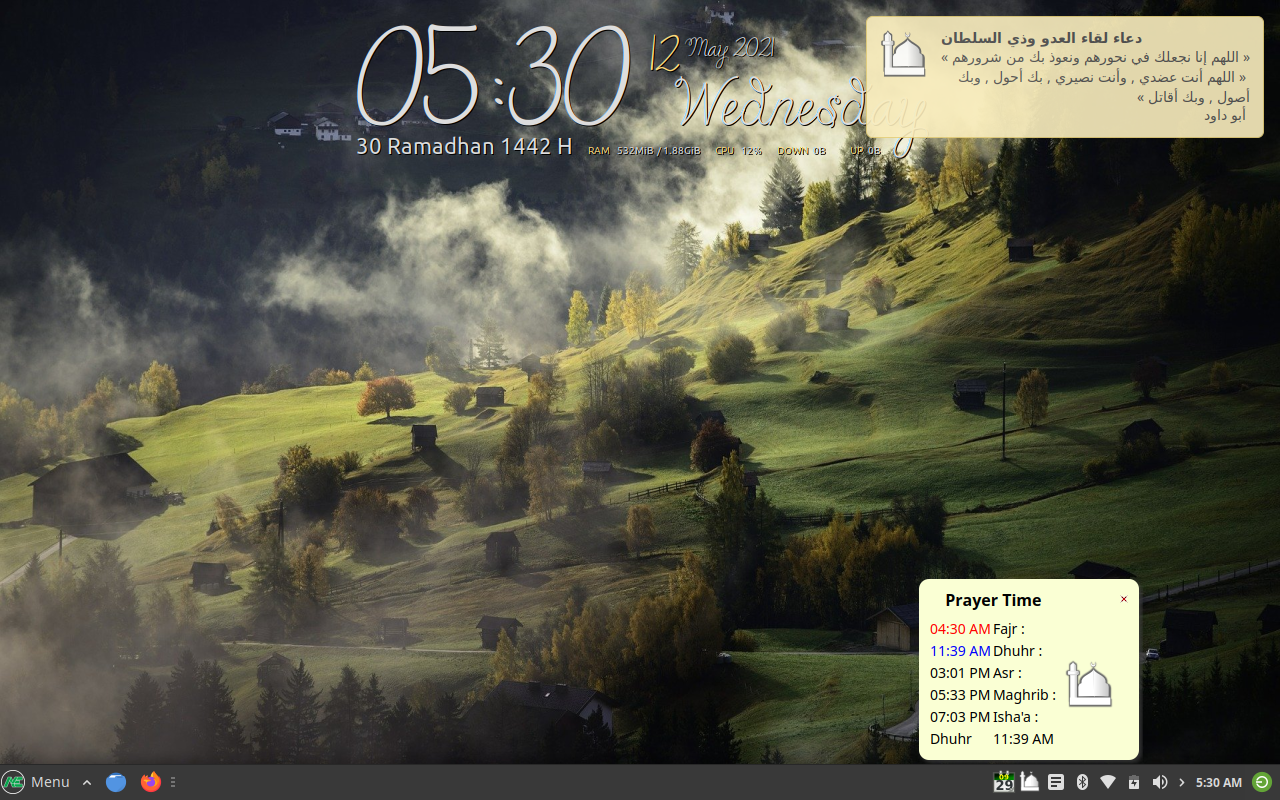 05:30
12 May 2021
Wednesday
30 Ramadhan 1442 H
RAM 532MiB / 1.88GiB CPU 12% DOWN 0B UP 0B
دعاء لقاء العدو وذي السلطان
« اللهم إنا نجعلك في نحورهم ونعوذ بك من شرورهم »
« اللهم أنت عضدي , وأنت نصيري , بك أحول , وبك
أصول , وبك أقاتل »
أبو داود
Prayer Time ×
04:30 AM Fajr :
11:39 AM Dhuhr :
03:01 PM Asr :
05:33 PM Maghrib :
07:03 PM Isha'a :
Dhuhr 11:39 AM
Menu
29
5:30 AM